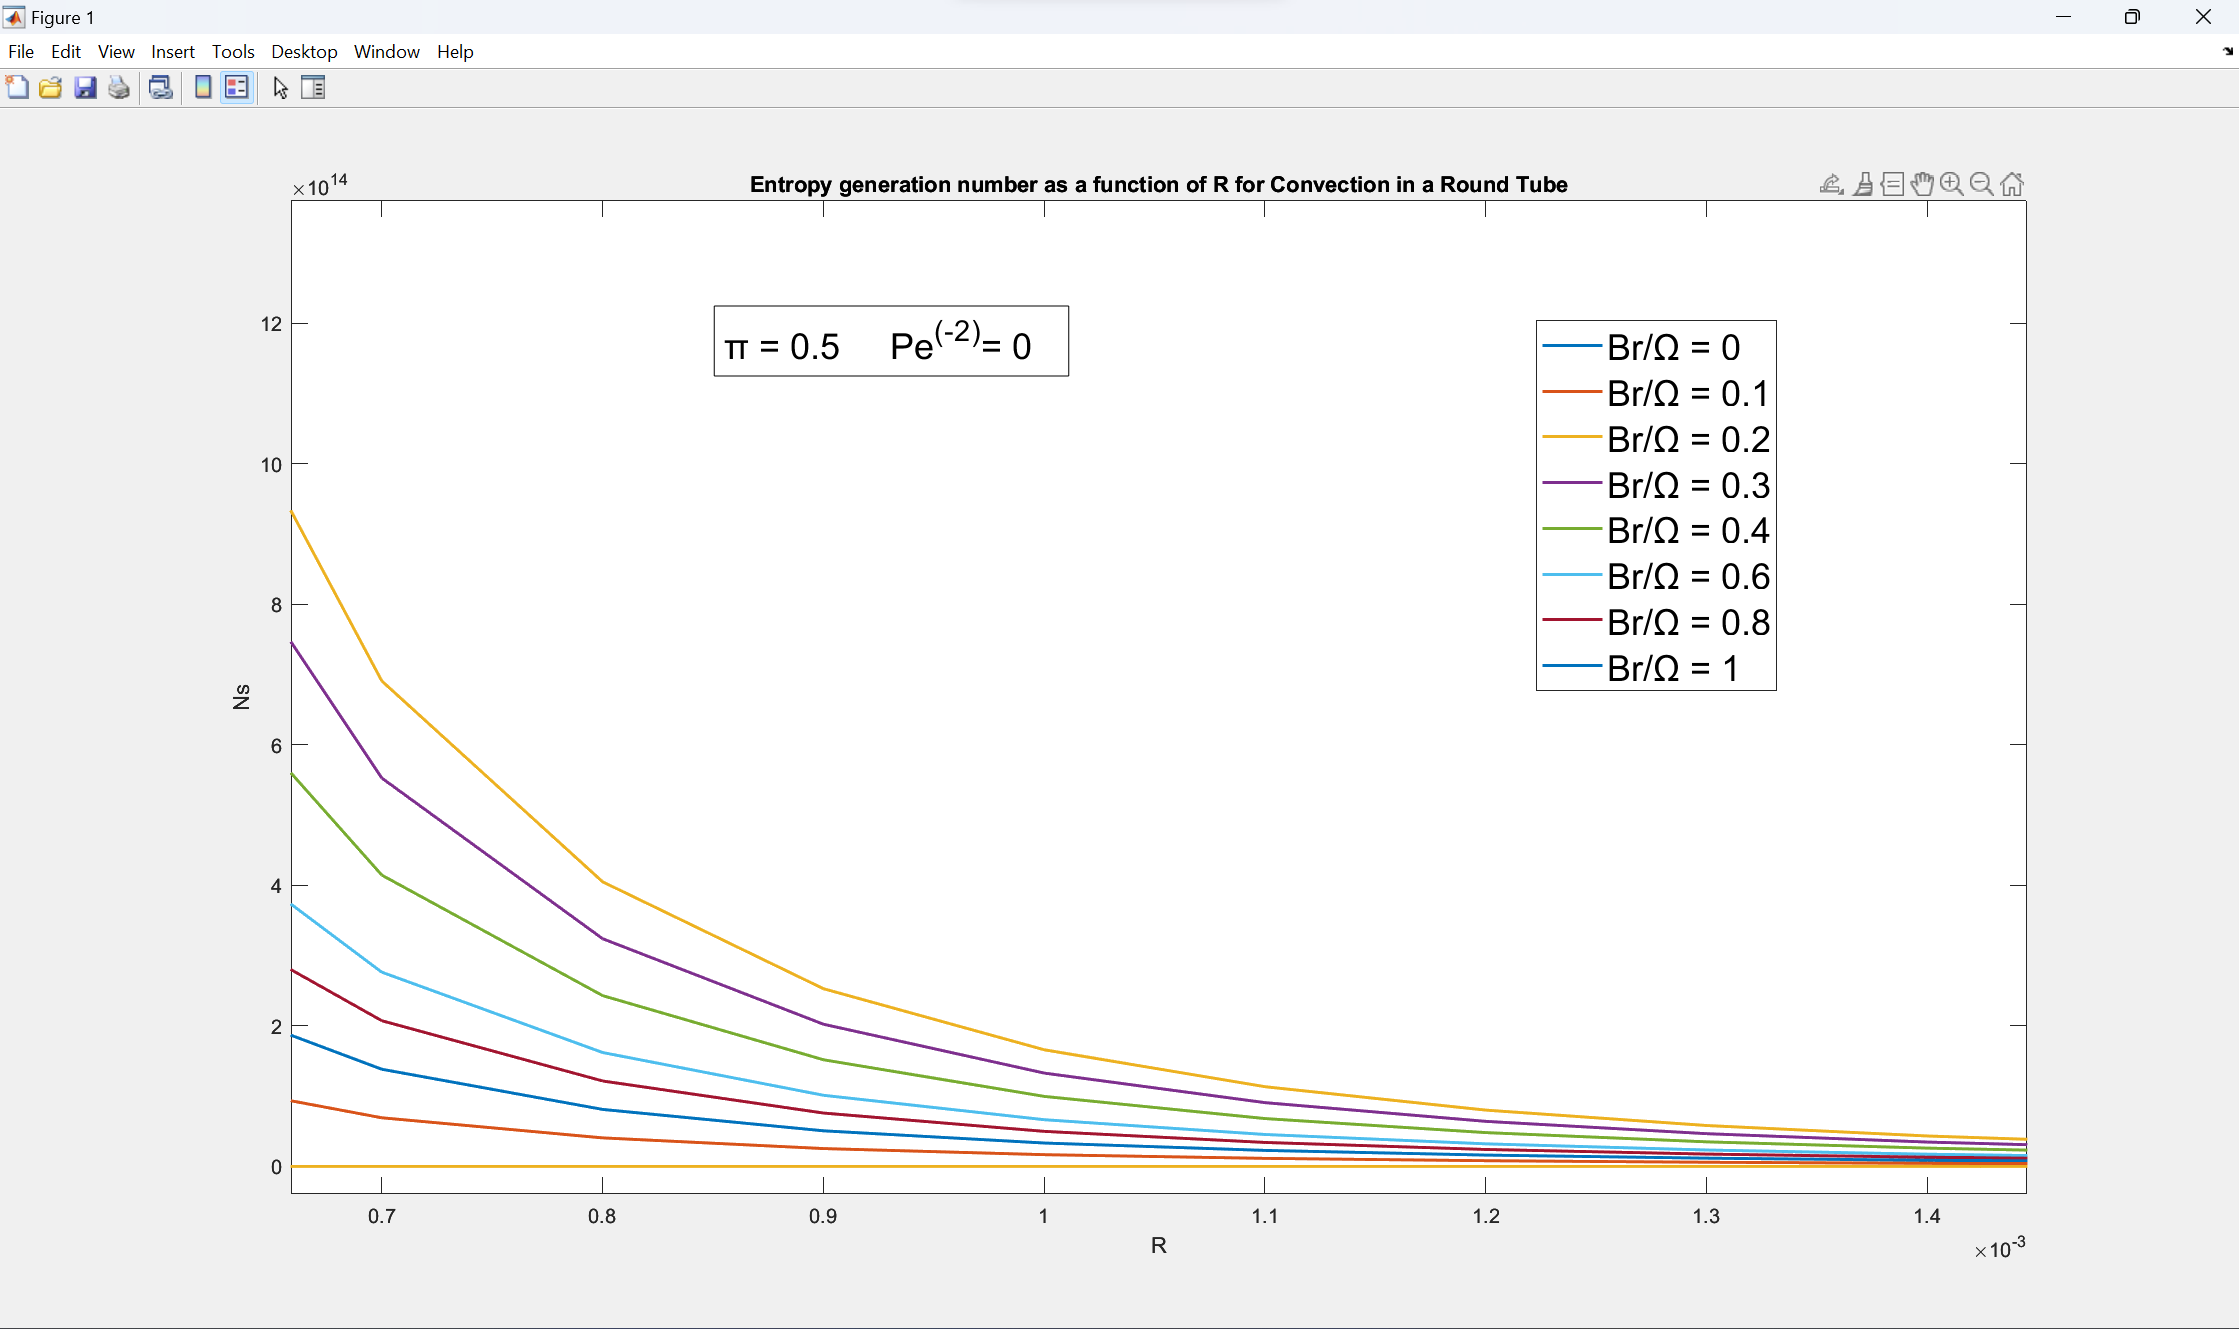 Figure 1
File Edit View Insert Tools Desktop Window Help
×10^14
Entropy generation number as a function of R for Convection in a Round Tube
π = 0.5 Pe^(-2)= 0
Br/Ω = 0
Br/Ω = 0.1
Br/Ω = 0.2
Br/Ω = 0.3
Br/Ω = 0.4
Br/Ω = 0.6
Br/Ω = 0.8
Br/Ω = 1
12
10
8
6
4
2
0
Ns
0.7 0.8 0.9 1 1.1 1.2 1.3 1.4
R
×10^-3